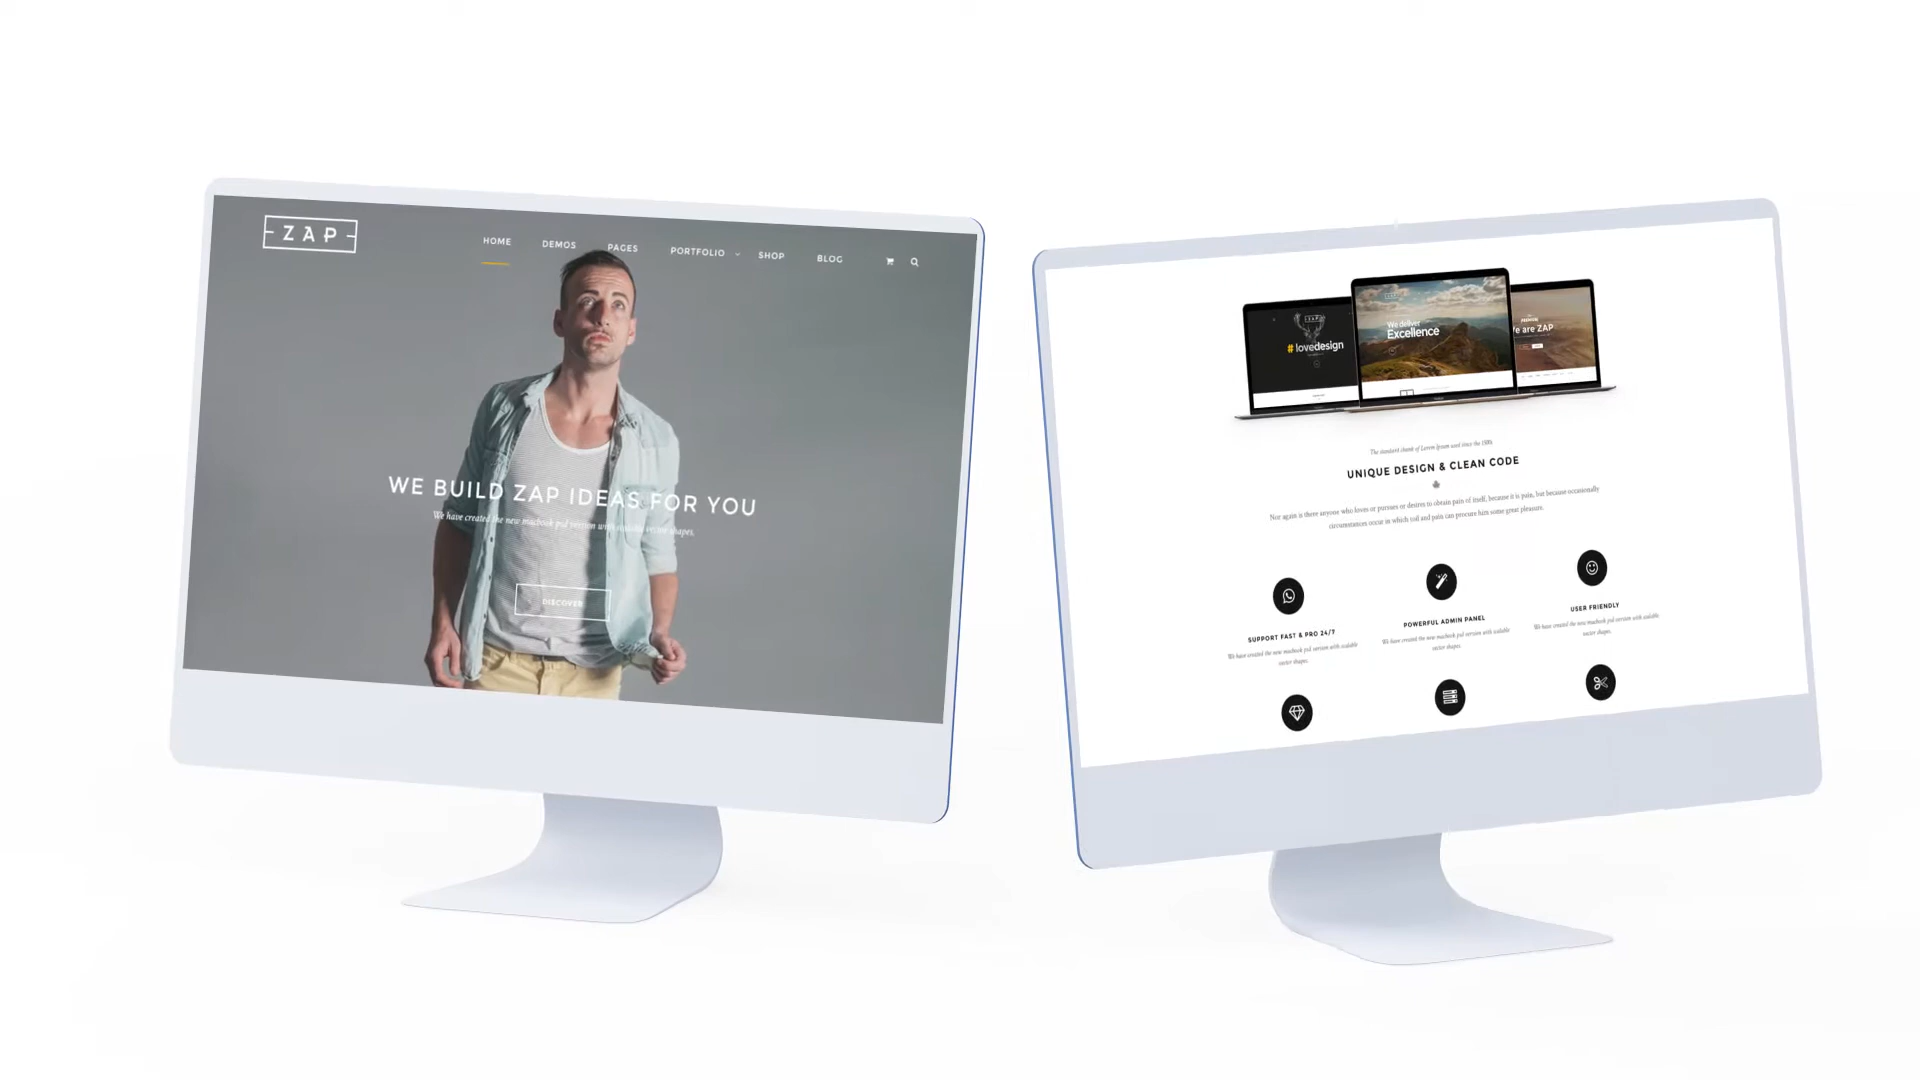 ZAP
HOME DEMOS PAGES PORTFOLIO SHOP BLOG
WE BUILD ZAP IDEAS FOR YOU
We have created the new macbook psd version with scalable vector shapes.
DISCOVER
ZAP
# lovedesign
We deliver
Excellence
We are ZAP
The standard chunk of Lorem Ipsum used since the 1500s
UNIQUE DESIGN & CLEAN CODE
Nor again is there anyone who loves or pursues or desires to obtain pain of itself, because it is pain, but because occasionally
circumstances occur in which toil and pain can procure him some great pleasure.
SUPPORT FAST & PRO 24/7
We have created the new macbook psd version with scalable
vector shapes.
POWERFUL ADMIN PANEL
We have created the new macbook psd version with scalable
vector shapes.
USER FRIENDLY
We have created the new macbook psd version with scalable
vector shapes.